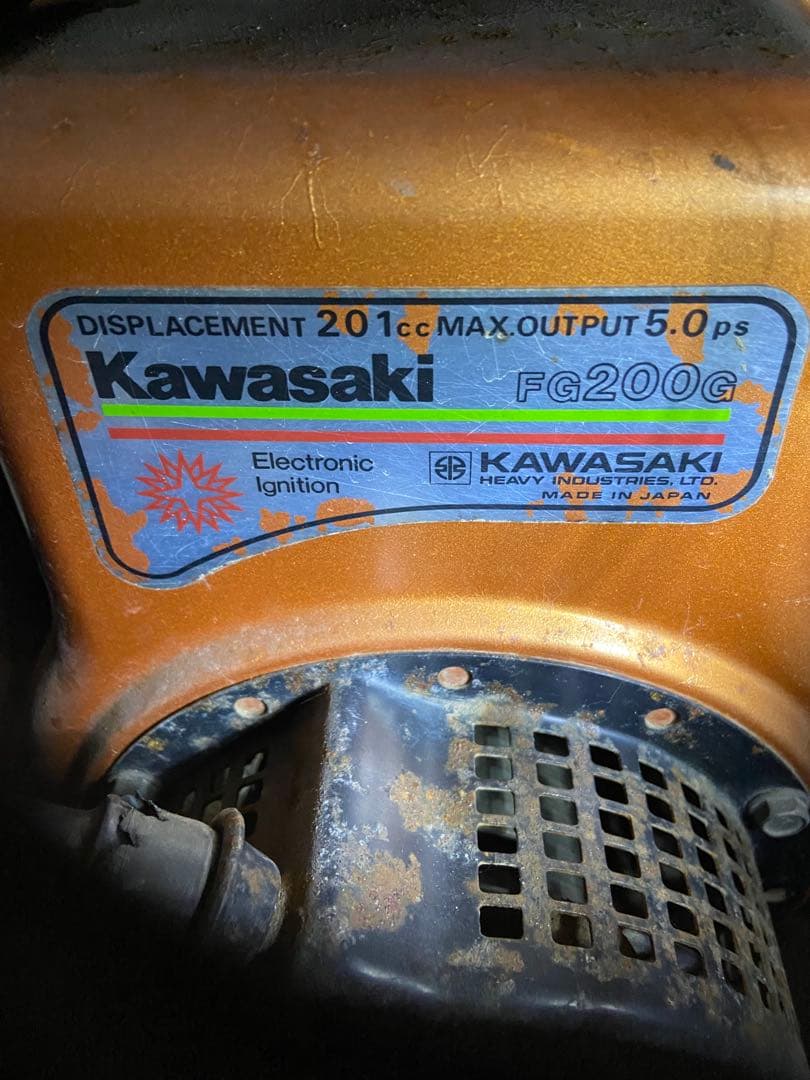 DISPLACEMENT 201cc MAX.OUTPUT 5.0ps
Kawasaki FG200G
Electronic
Ignition
KAWASAKI
HEAVY INDUSTRIES, LTD.
MADE IN JAPAN